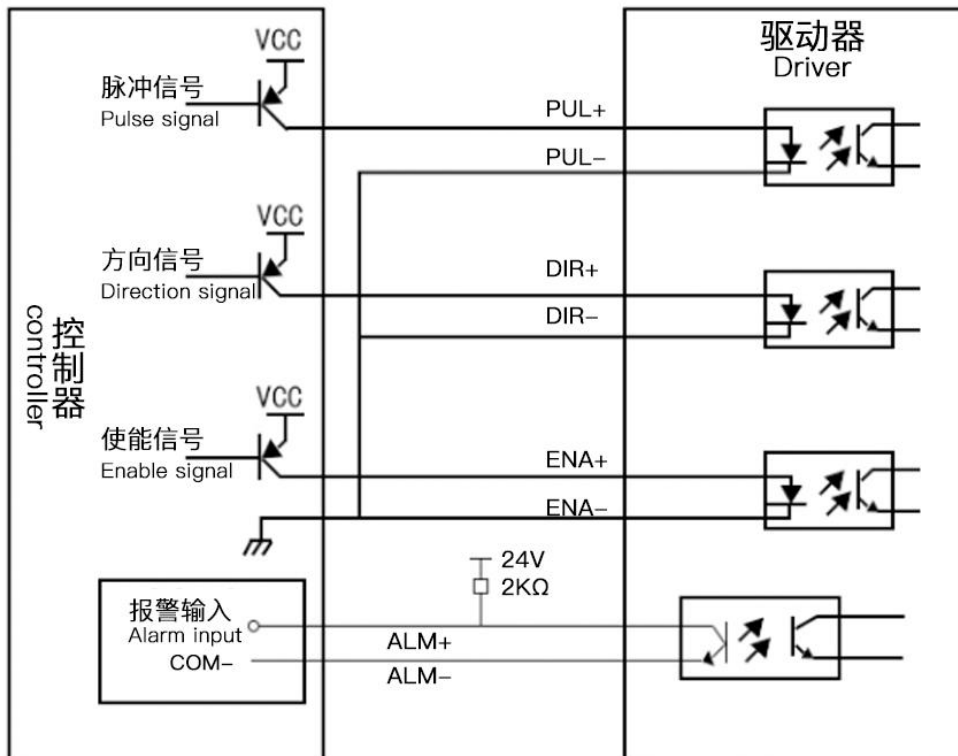 驱动器
Driver
VCC
脉冲信号
Pulse signal
PUL+
PUL-
VCC
方向信号
Direction signal
DIR+
DIR-
控制器
controller
VCC
使能信号
Enable signal
ENA+
ENA-
24V
2KΩ
报警输入
Alarm input
COM-
ALM+
ALM-